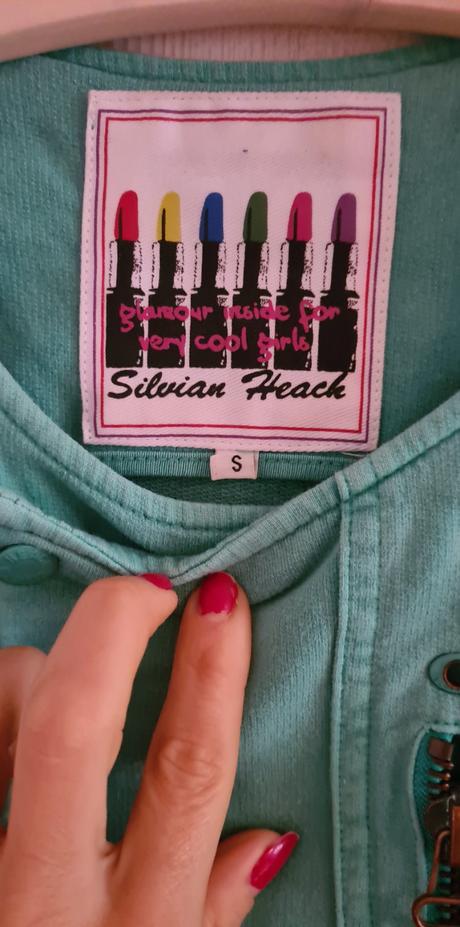 glamour inside for
very cool girls
Silvian Heach
S